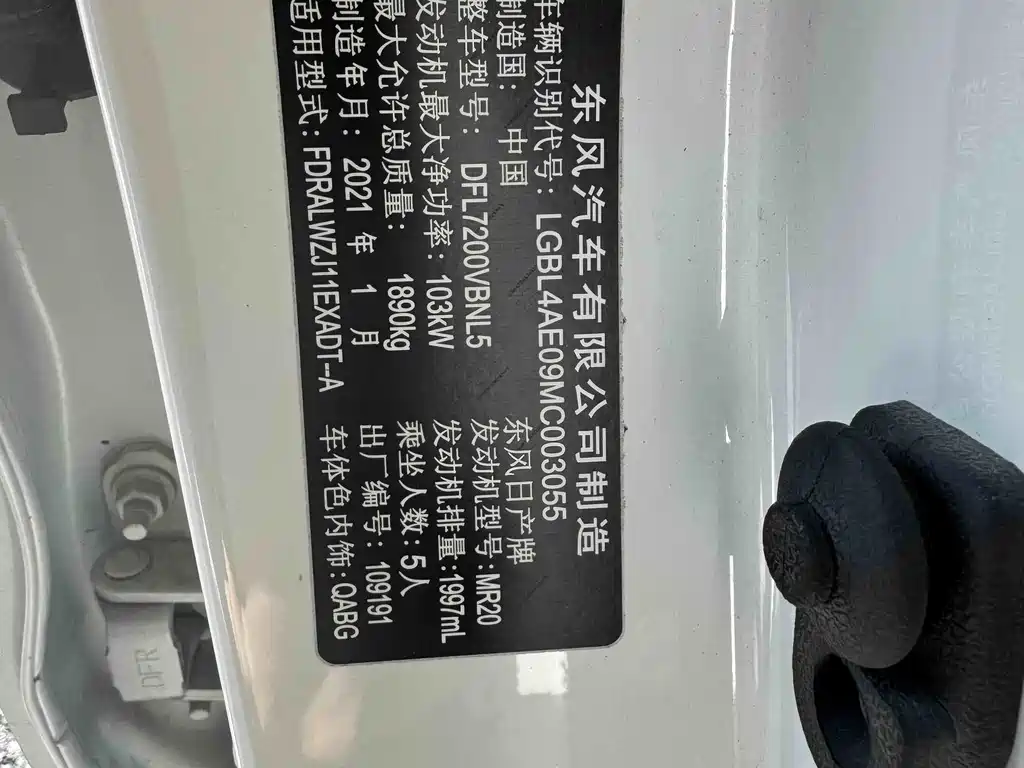 东风汽车有限公司制造
车辆识别代号: LGBL4AE09MC003055
制造国: 中国 东风日产牌
整车型号: DFL7200VBNL5 发动机型号:MR20
发动机最大净功率: 103kW 发动机排量:1997mL
最大允许总质量: 1890kg 乘坐人数:5人
制造年月: 2021 年 1 月 出厂编号:109191
适用型式: FDRALWZJ11EXADT--A 车体色内饰:QABG
DFR